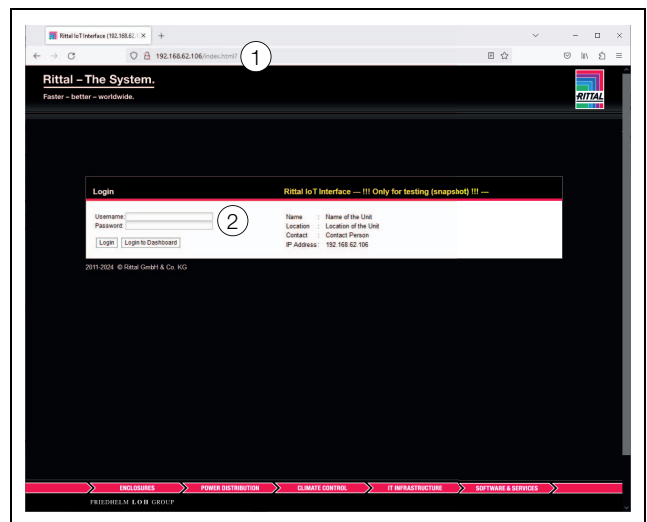 Rittal IoT Interface (192.168.62.1
192.168.62.106/index.html?
1
Rittal – The System.
Faster – better – worldwide.
RITTAL
Login
Rittal IoT Interface --- !!! Only for testing (snapshot) !!! ---
Username:
Password:
2
Login
Login to Dashboard
Name : Name of the Unit
Location : Location of the Unit
Contact : Contact Person
IP Address : 192.168.62.106
2011-2024 © Rittal GmbH & Co. KG
ENCLOSURES
POWER DISTRIBUTION
CLIMATE CONTROL
IT INFRASTRUCTURE
SOFTWARE & SERVICES
FRIEDHELM LOH GROUP